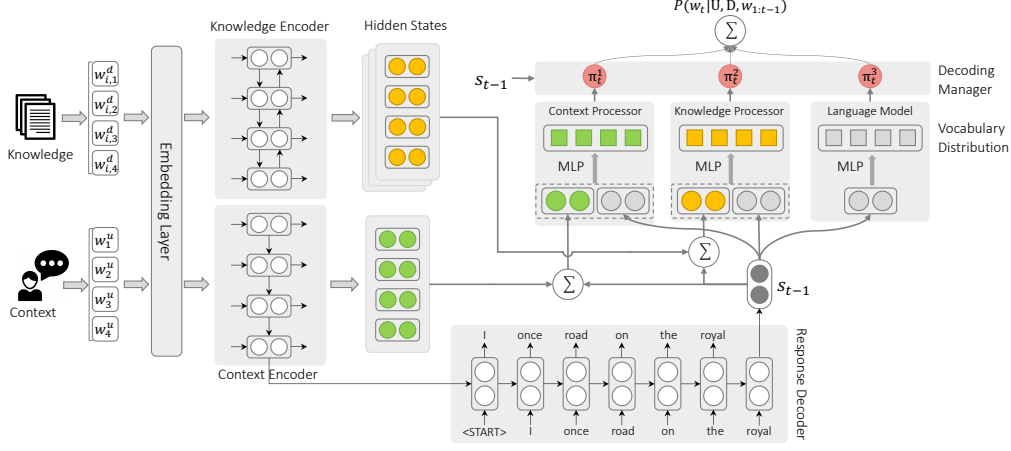 P(w_t|U, D, w_{1:t−1})
∑
Knowledge Encoder
Hidden States
s_{t−1}
π_t^1
π_t^2
π_t^3
Decoding
Manager
w_{i,1}^d
w_{i,2}^d
w_{i,3}^d
w_{i,4}^d
Knowledge
Embedding Layer
Context Processor
Knowledge Processor
Language Model
Vocabulary
Distribution
MLP
MLP
MLP
w_1^u
w_2^u
w_3^u
w_4^u
Context
Context Encoder
∑
∑
s_{t−1}
I
once
road
on
the
royal
Response Decoder
<START>
I
once
road
on
the
royal